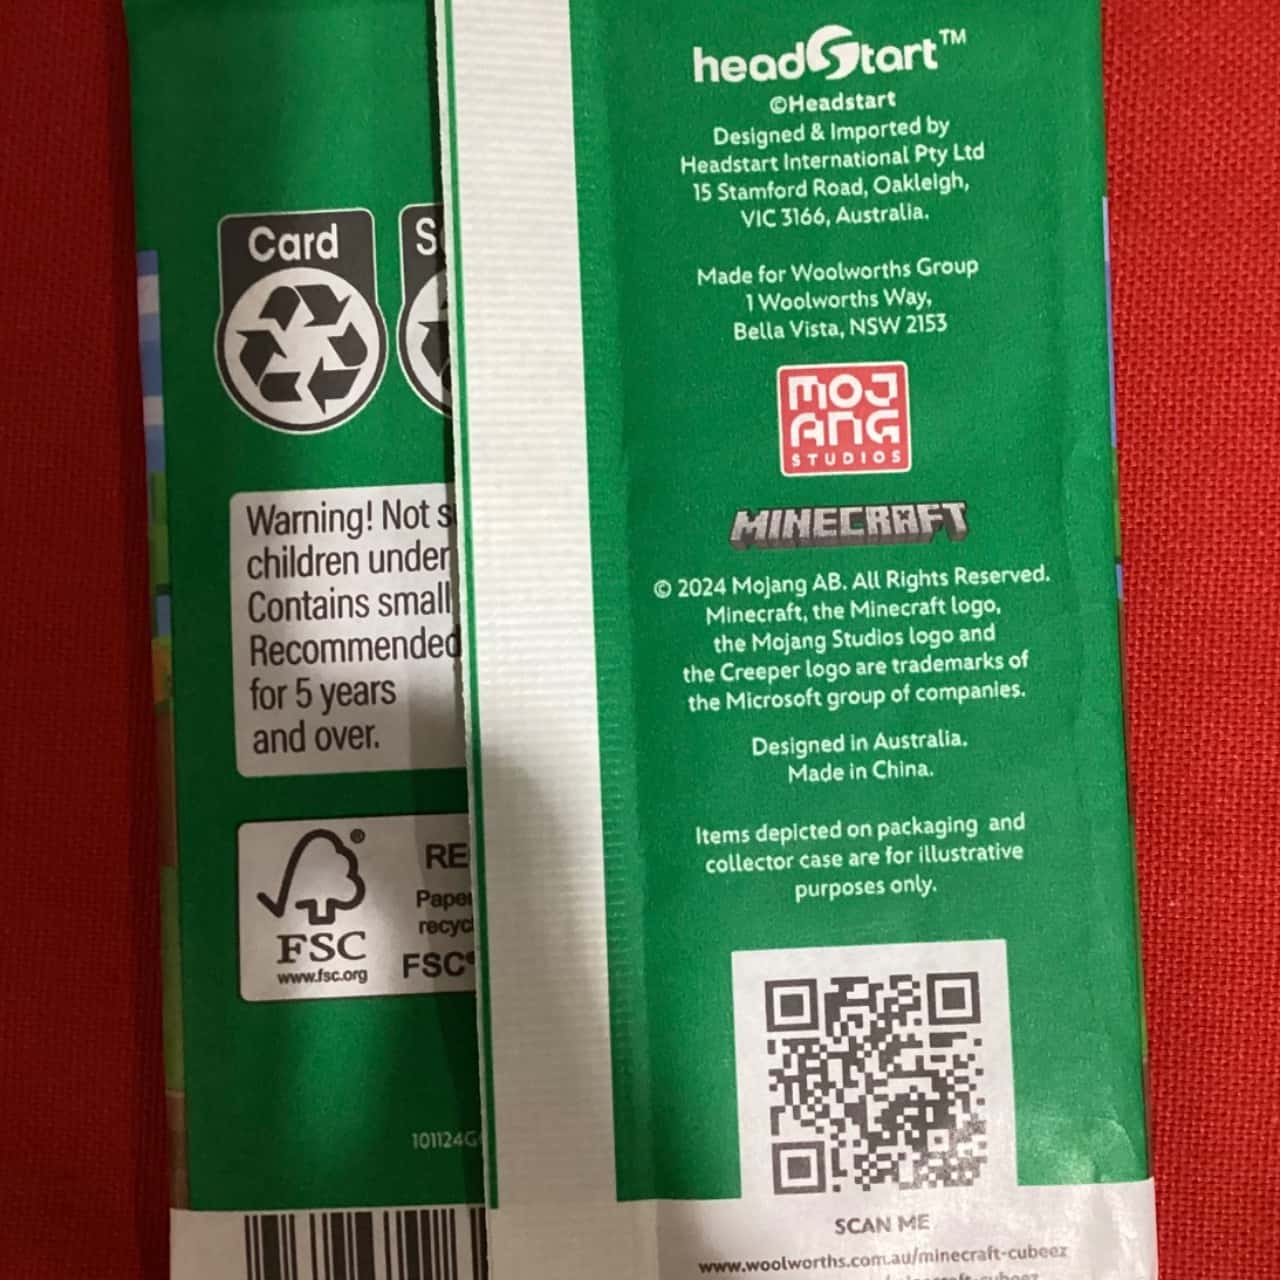 Card
Warning! Not
children under
Contains small
Recommended
for 5 years
and over.
FSC
www.fsc.org
RE
recyc
FSC®
101124G
headStart™
©Headstart
Designed & Imported by
Headstart International Pty Ltd
15 Stamford Road, Oakleigh,
VIC 3166, Australia.
Made for Woolworths Group
1 Woolworths Way,
Bella Vista, NSW 2153
MOJ
ANG
STUDIOS
MINECRAFT
© 2024 Mojang AB. All Rights Reserved.
Minecraft, the Minecraft logo,
the Mojang Studios logo and
the Creeper logo are trademarks of
the Microsoft group of companies.
Designed in Australia.
Made in China.
Items depicted on packaging and
collector case are for illustrative
purposes only.
SCAN ME
www.woolworths.com.au/minecraft-cubeez